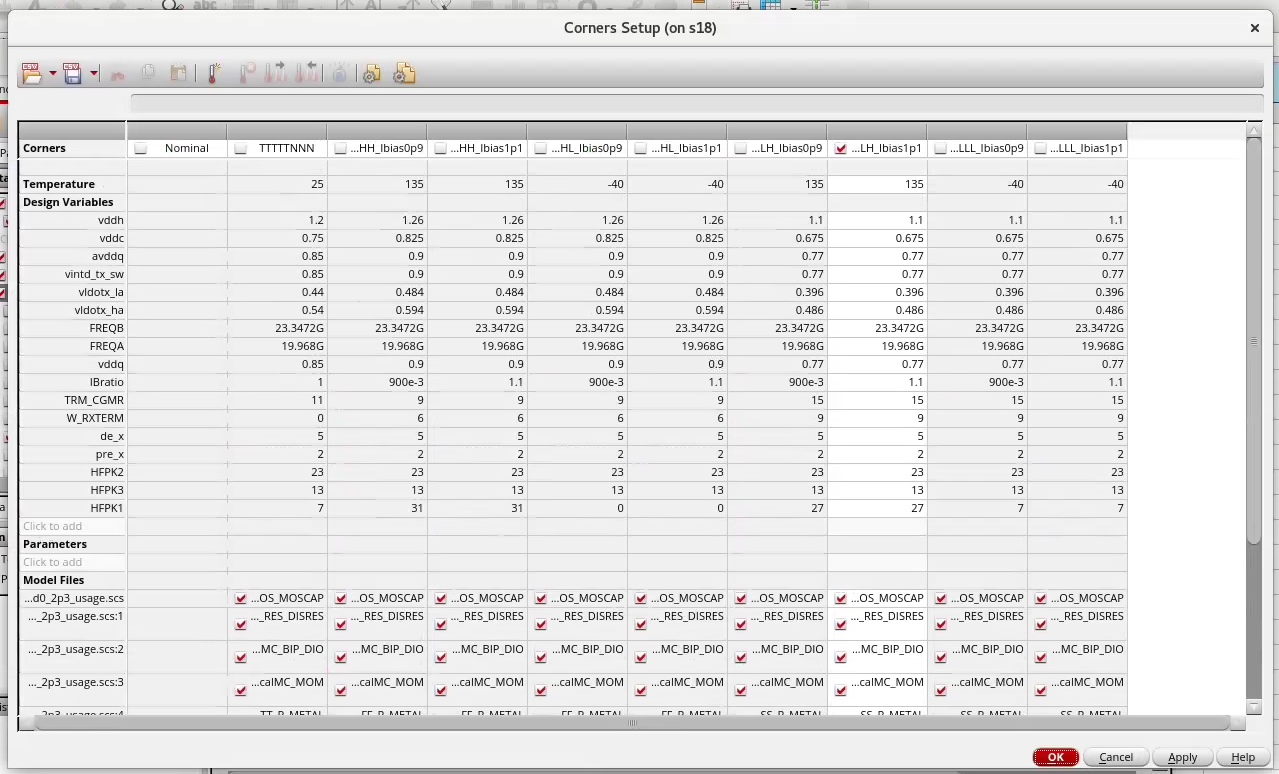 Corners Setup (on s18)
Corners Nominal TTTTTNNN ...HH_Ibias0p9 ...HH_Ibias1p1 ...HL_Ibias0p9 ...HL_Ibias1p1 ...LH_Ibias0p9 ...LH_Ibias1p1 ...LLL_Ibias0p9 ...LLL_Ibias1p1
Temperature 25 135 135 -40 -40 135 135 -40 -40
Design Variables
vddh 1.2 1.26 1.26 1.26 1.26 1.1 1.1 1.1 1.1
vddc 0.75 0.825 0.825 0.825 0.825 0.675 0.675 0.675 0.675
avddq 0.85 0.9 0.9 0.9 0.9 0.77 0.77 0.77 0.77
vintd_tx_sw 0.85 0.9 0.9 0.9 0.9 0.77 0.77 0.77 0.77
vldotx_la 0.44 0.484 0.484 0.484 0.484 0.396 0.396 0.396 0.396
vldotx_ha 0.54 0.594 0.594 0.594 0.594 0.486 0.486 0.486 0.486
FREQB 23.3472G 23.3472G 23.3472G 23.3472G 23.3472G 23.3472G 23.3472G 23.3472G 23.3472G
FREQA 19.968G 19.968G 19.968G 19.968G 19.968G 19.968G 19.968G 19.968G 19.968G
vddq 0.85 0.9 0.9 0.9 0.9 0.77 0.77 0.77 0.77
IBratio 1 900e-3 1.1 900e-3 1.1 900e-3 1.1 900e-3 1.1
TRM_CGMR 11 9 9 9 9 15 15 15 15
W_RXTERM 0 6 6 6 6 9 9 9 9
de_x 5 5 5 5 5 5 5 5 5
pre_x 2 2 2 2 2 2 2 2 2
HFPK2 23 23 23 23 23 23 23 23 23
HFPK3 13 13 13 13 13 13 13 13 13
HFPK1 7 31 31 0 0 27 27 7 7
Click to add
Parameters
Click to add
Model Files
...d0_2p3_usage.scs ...OS_MOSCAP ...OS_MOSCAP ...OS_MOSCAP ...OS_MOSCAP ...OS_MOSCAP ...OS_MOSCAP ...OS_MOSCAP ...OS_MOSCAP ...OS_MOSCAP
..._2p3_usage.scs:1 ..._RES_DISRES ..._RES_DISRES ..._RES_DISRES ..._RES_DISRES ..._RES_DISRES ..._RES_DISRES ..._RES_DISRES ..._RES_DISRES ..._RES_DISRES
..._2p3_usage.scs:2 ...MC_BIP_DIO ...MC_BIP_DIO ...MC_BIP_DIO ...MC_BIP_DIO ...MC_BIP_DIO ...MC_BIP_DIO ...MC_BIP_DIO ...MC_BIP_DIO ...MC_BIP_DIO
..._2p3_usage.scs:3 ...calMC_MOM ...calMC_MOM ...calMC_MOM ...calMC_MOM ...calMC_MOM ...calMC_MOM ...calMC_MOM ...calMC_MOM ...calMC_MOM
OK Cancel Apply Help